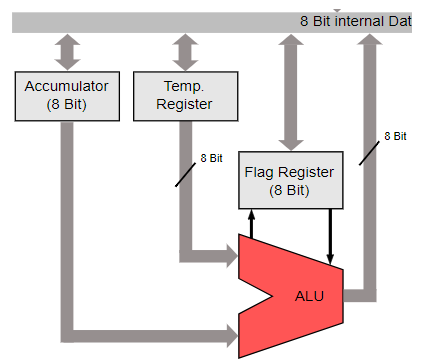 8 Bit internal Dat
Accumulator
(8 Bit)
Temp.
Register
8 Bit
8 Bit
Flag Register
(8 Bit)
ALU